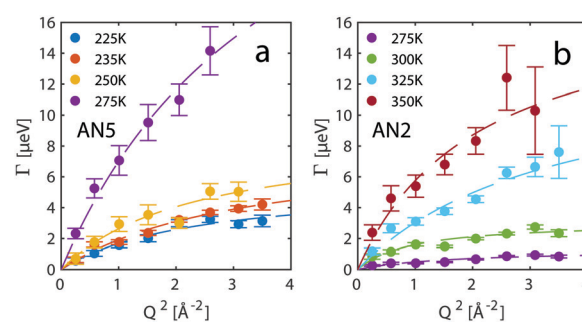 16
14
12
10
8
6
4
2
0
Γ [μeV]
225K
235K
250K
275K
AN5
a
0 1 2 3 4
Q 2 [Å-2]
16
14
12
10
8
6
4
2
0
Γ [μeV]
275K
300K
325K
350K
AN2
b
0 1 2 3
Q 2 [Å-2]